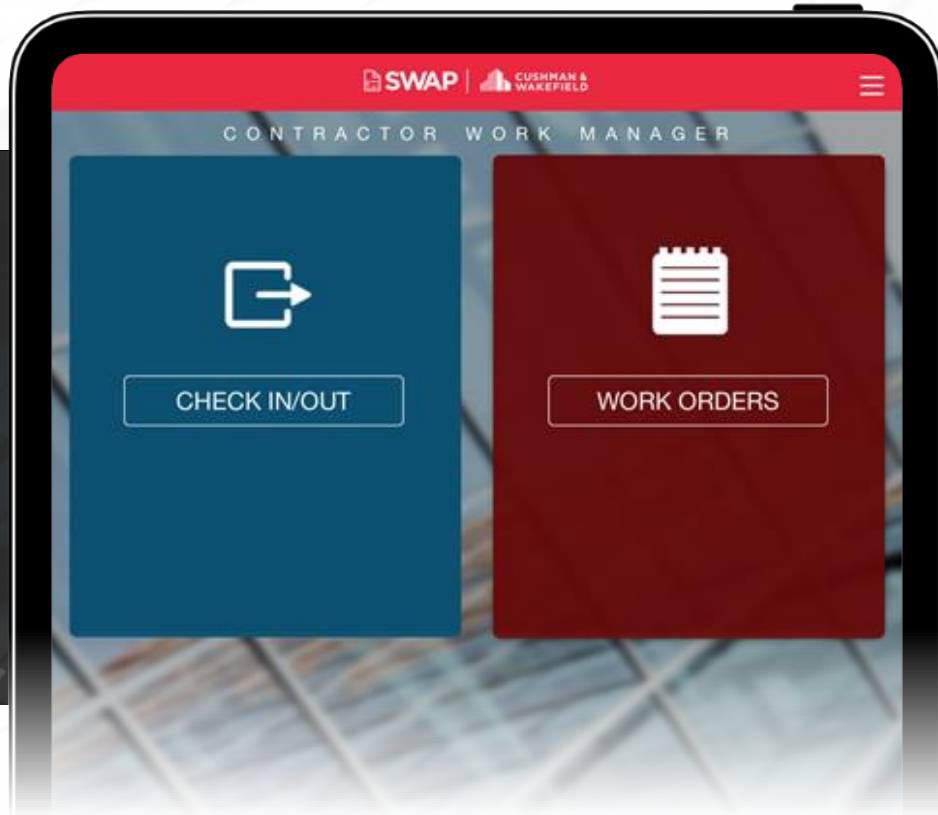 SWAP | CUSHMAN &
WAKEFIELD
CONTRACTOR WORK MANAGER
CHECK IN/OUT
WORK ORDERS